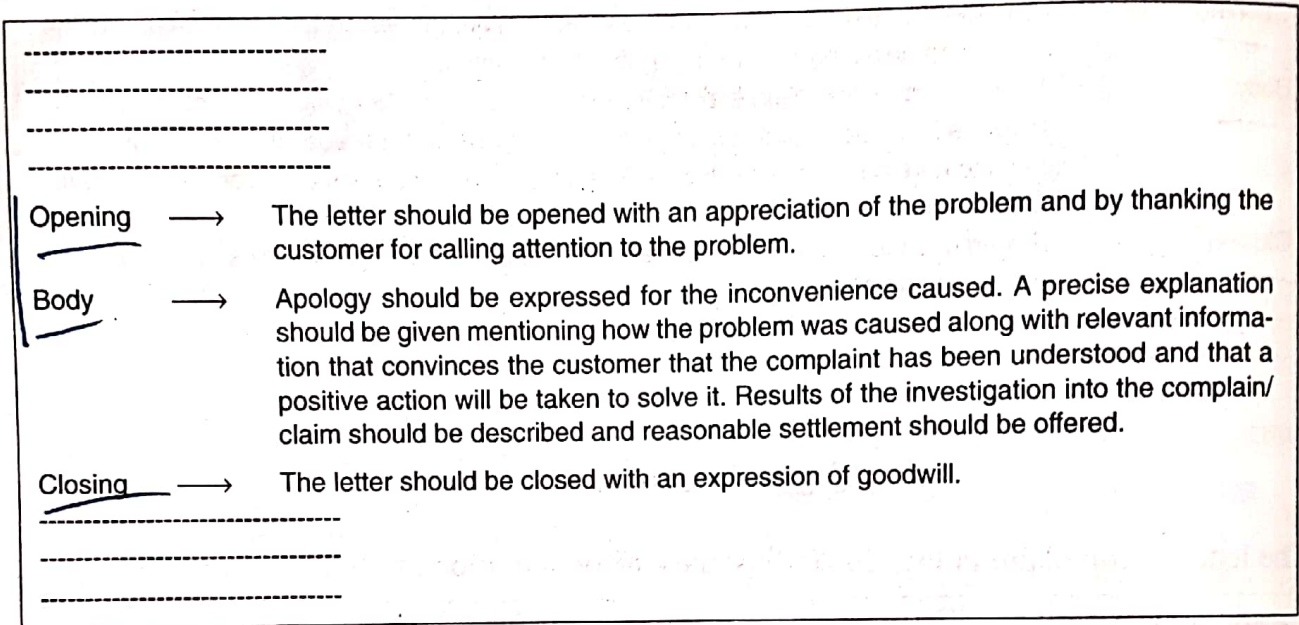 Opening → The letter should be opened with an appreciation of the problem and by thanking the
customer for calling attention to the problem.
Body → Apology should be expressed for the inconvenience caused. A precise explanation
should be given mentioning how the problem was caused along with relevant informa-
tion that convinces the customer that the complaint has been understood and that a
positive action will be taken to solve it. Results of the investigation into the complain/
claim should be described and reasonable settlement should be offered.
Closing → The letter should be closed with an expression of goodwill.